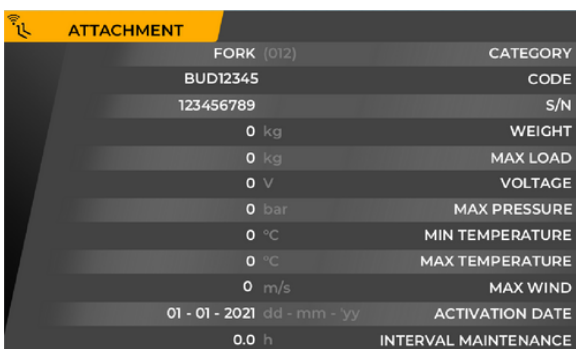 ATTACHMENT
FORK (012) CATEGORY
BUD12345 CODE
123456789 S/N
0 kg WEIGHT
0 kg MAX LOAD
0 V VOLTAGE
0 bar MAX PRESSURE
0 °C MIN TEMPERATURE
0 °C MAX TEMPERATURE
0 m/s MAX WIND
01 - 01 - 2021 dd - mm - 'yy ACTIVATION DATE
0.0 h INTERVAL MAINTENANCE